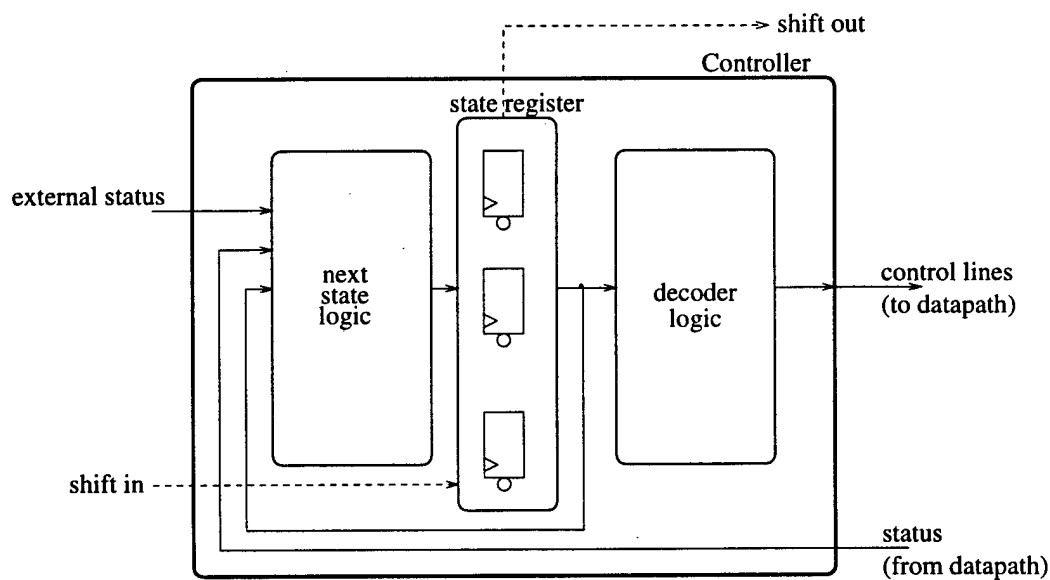 shift out
Controller
state register
external status
next
state
logic
decoder
logic
control lines
(to datapath)
shift in
status
(from datapath)